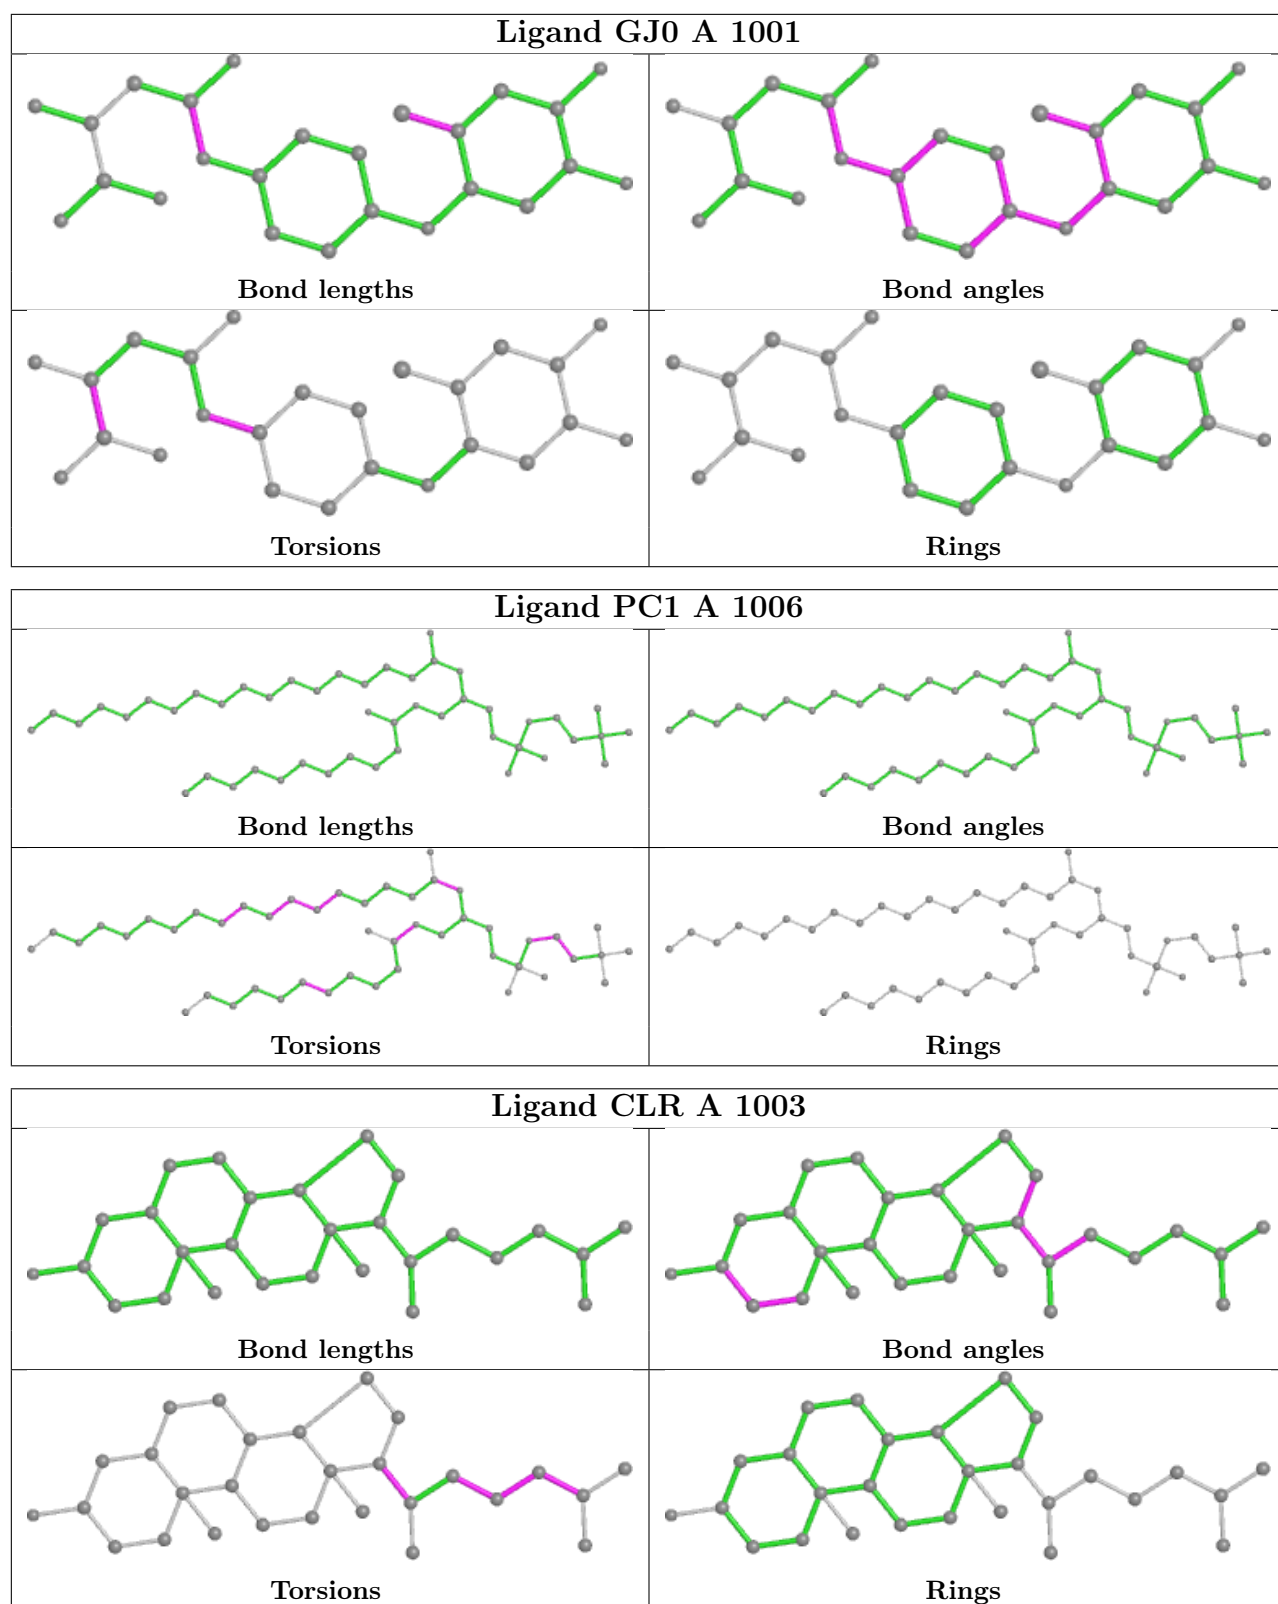 Ligand GJ0 A 1001
Bond lengths
Bond angles
Torsions
Rings
Ligand PC1 A 1006
Bond lengths
Bond angles
Torsions
Rings
Ligand CLR A 1003
Bond lengths
Bond angles
Torsions
Rings